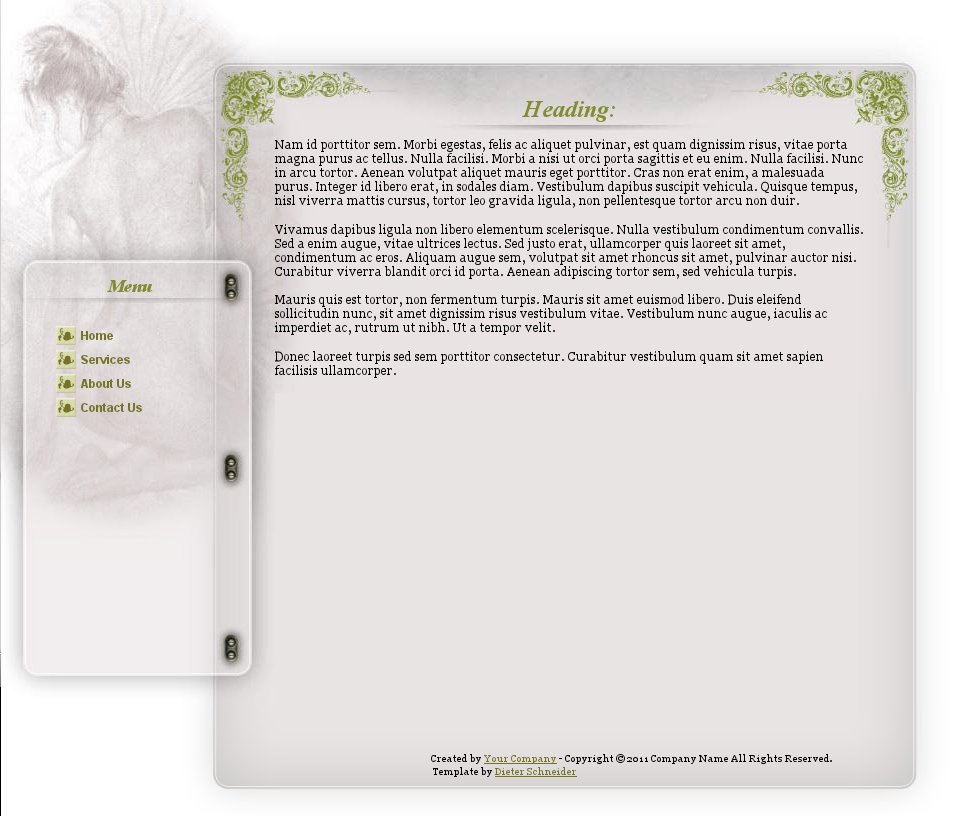 Heading:
Nam id porttitor sem. Morbi egestas, felis ac aliquet pulvinar, est quam dignissim risus, vitae porta
magna purus ac tellus. Nulla facilisi. Morbi a nisi ut orci porta sagittis et eu enim. Nulla facilisi. Nunc
in arcu tortor. Aenean volutpat aliquet mauris eget porttitor. Cras non erat enim, a malesuada
purus. Integer id libero erat, in sodales diam. Vestibulum dapibus suscipit vehicula. Quisque tempus,
nisl viverra mattis cursus, tortor leo gravida ligula, non pellentesque tortor arcu non duir.
Vivamus dapibus ligula non libero elementum scelerisque. Nulla vestibulum condimentum convallis.
Sed a enim augue, vitae ultrices lectus. Sed justo erat, ullamcorper quis laoreet sit amet,
condimentum ac eros. Aliquam augue sem, volutpat sit amet rhoncus sit amet, pulvinar auctor nisi.
Curabitur viverra blandit orci id porta. Aenean adipiscing tortor sem, sed vehicula turpis.
Mauris quis est tortor, non fermentum turpis. Mauris sit amet euismod libero. Duis eleifend
sollicitudin nunc, sit amet dignissim risus vestibulum vitae. Vestibulum nunc augue, iaculis ac
imperdiet ac, rutrum ut nibh. Ut a tempor velit.
Donec laoreet turpis sed sem porttitor consectetur. Curabitur vestibulum quam sit amet sapien
facilisis ullamcorper.
Menu
Home
Services
About Us
Contact Us
Created by Your Company - Copyright ©2011 Company Name All Rights Reserved.
Template by Dieter Schneider